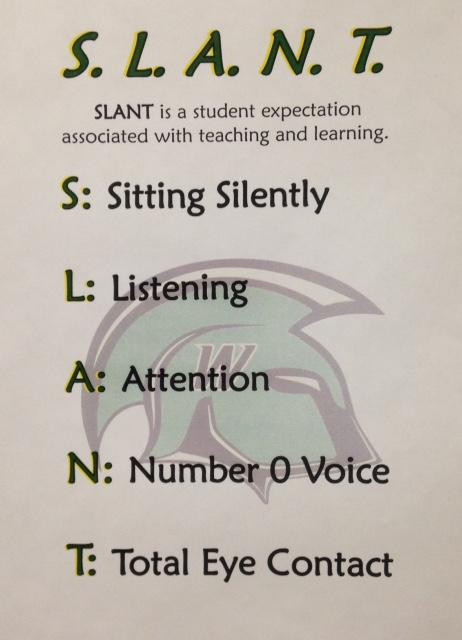 S. L. A. N. T.
SLANT is a student expectation
associated with teaching and learning.
S: Sitting Silently
L: Listening
W
A: Attention
N: Number 0 Voice
T: Total Eye Contact